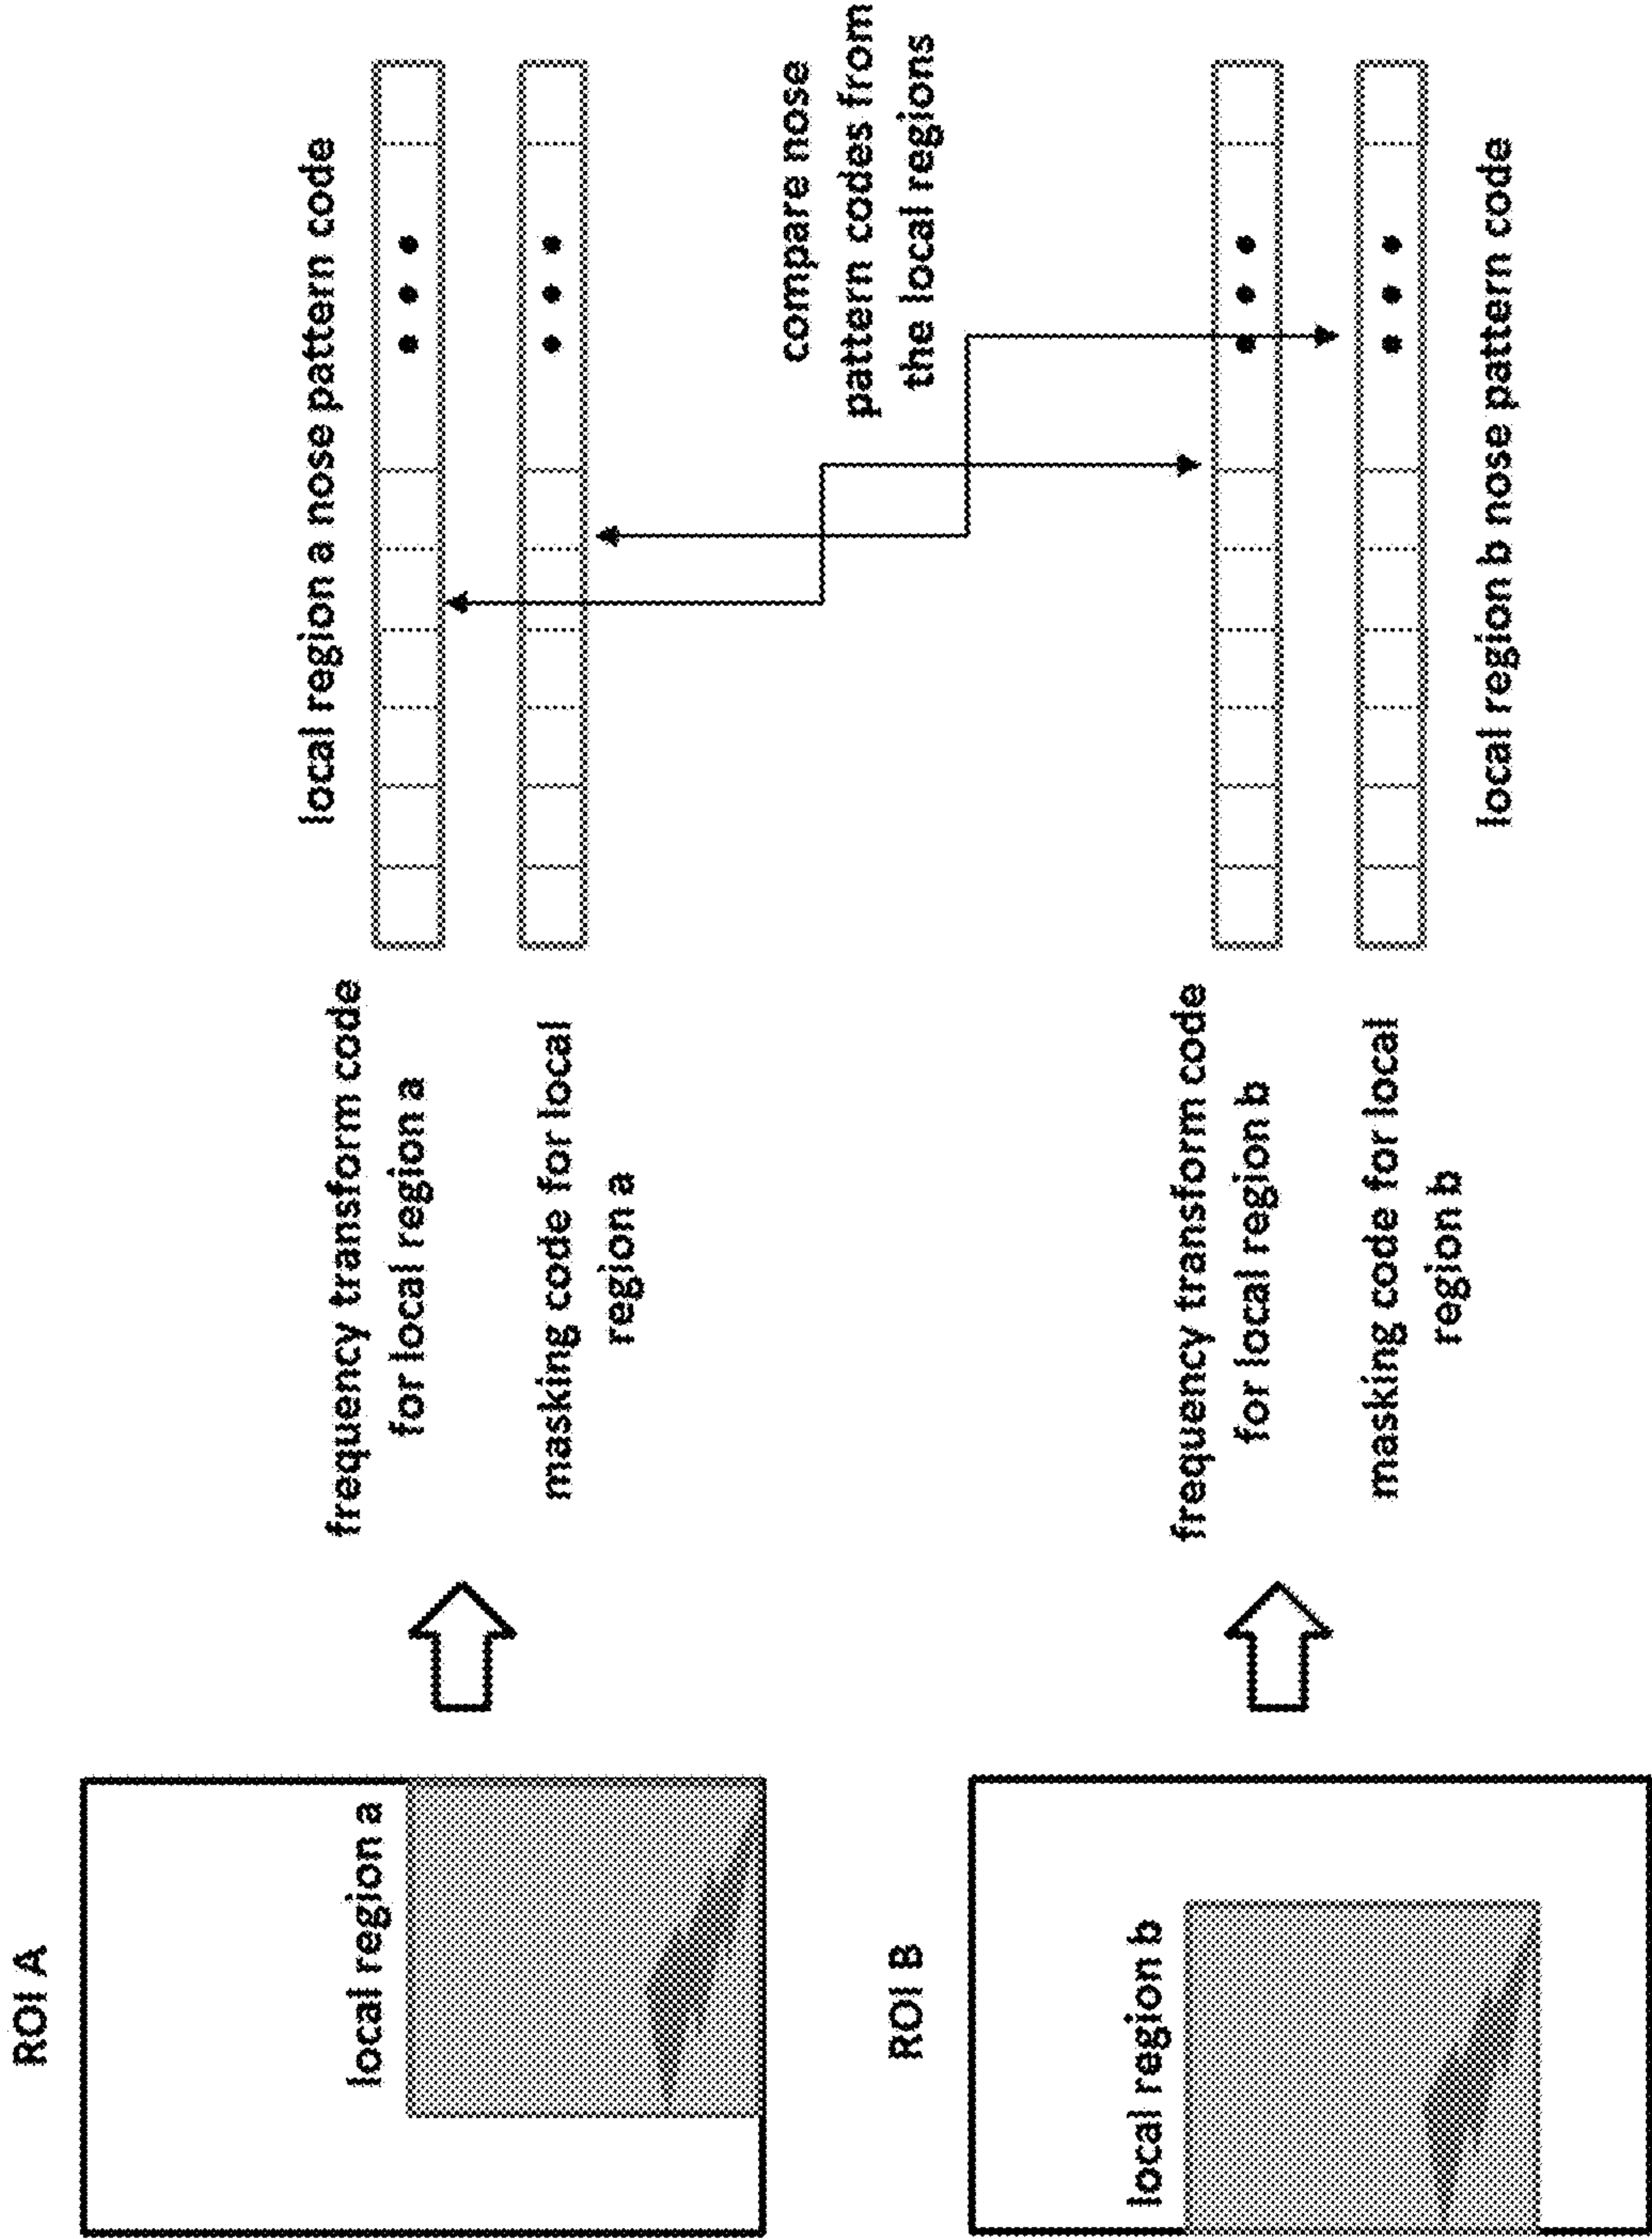 ROI A
local region a
frequency transform code
for local region a
masking code for local
region a
local region a nose pattern code
compare nose
pattern codes from
the local regions
ROI B
local region b
frequency transform code
for local region b
masking code for local
region b
local region b nose pattern code